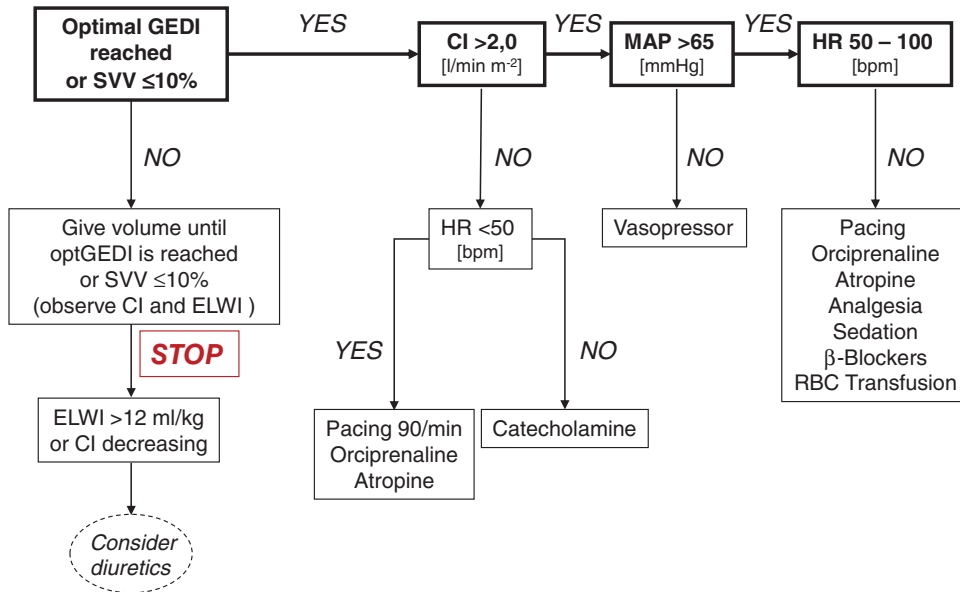 Optimal GEDI
reached
or SVV ≤10%
YES
CI >2,0
[l/min m⁻²]
YES
MAP >65
[mmHg]
YES
HR 50 – 100
[bpm]
NO
NO
NO
NO
Give volume until
optGEDI is reached
or SVV ≤10%
(observe CI and ELWI )
HR <50
[bpm]
Vasopressor
Pacing
Orciprenaline
Atropine
Analgesia
Sedation
β-Blockers
RBC Transfusion
STOP
YES
NO
ELWI >12 ml/kg
or CI decreasing
Pacing 90/min
Orciprenaline
Atropine
Catecholamine
Consider
diuretics